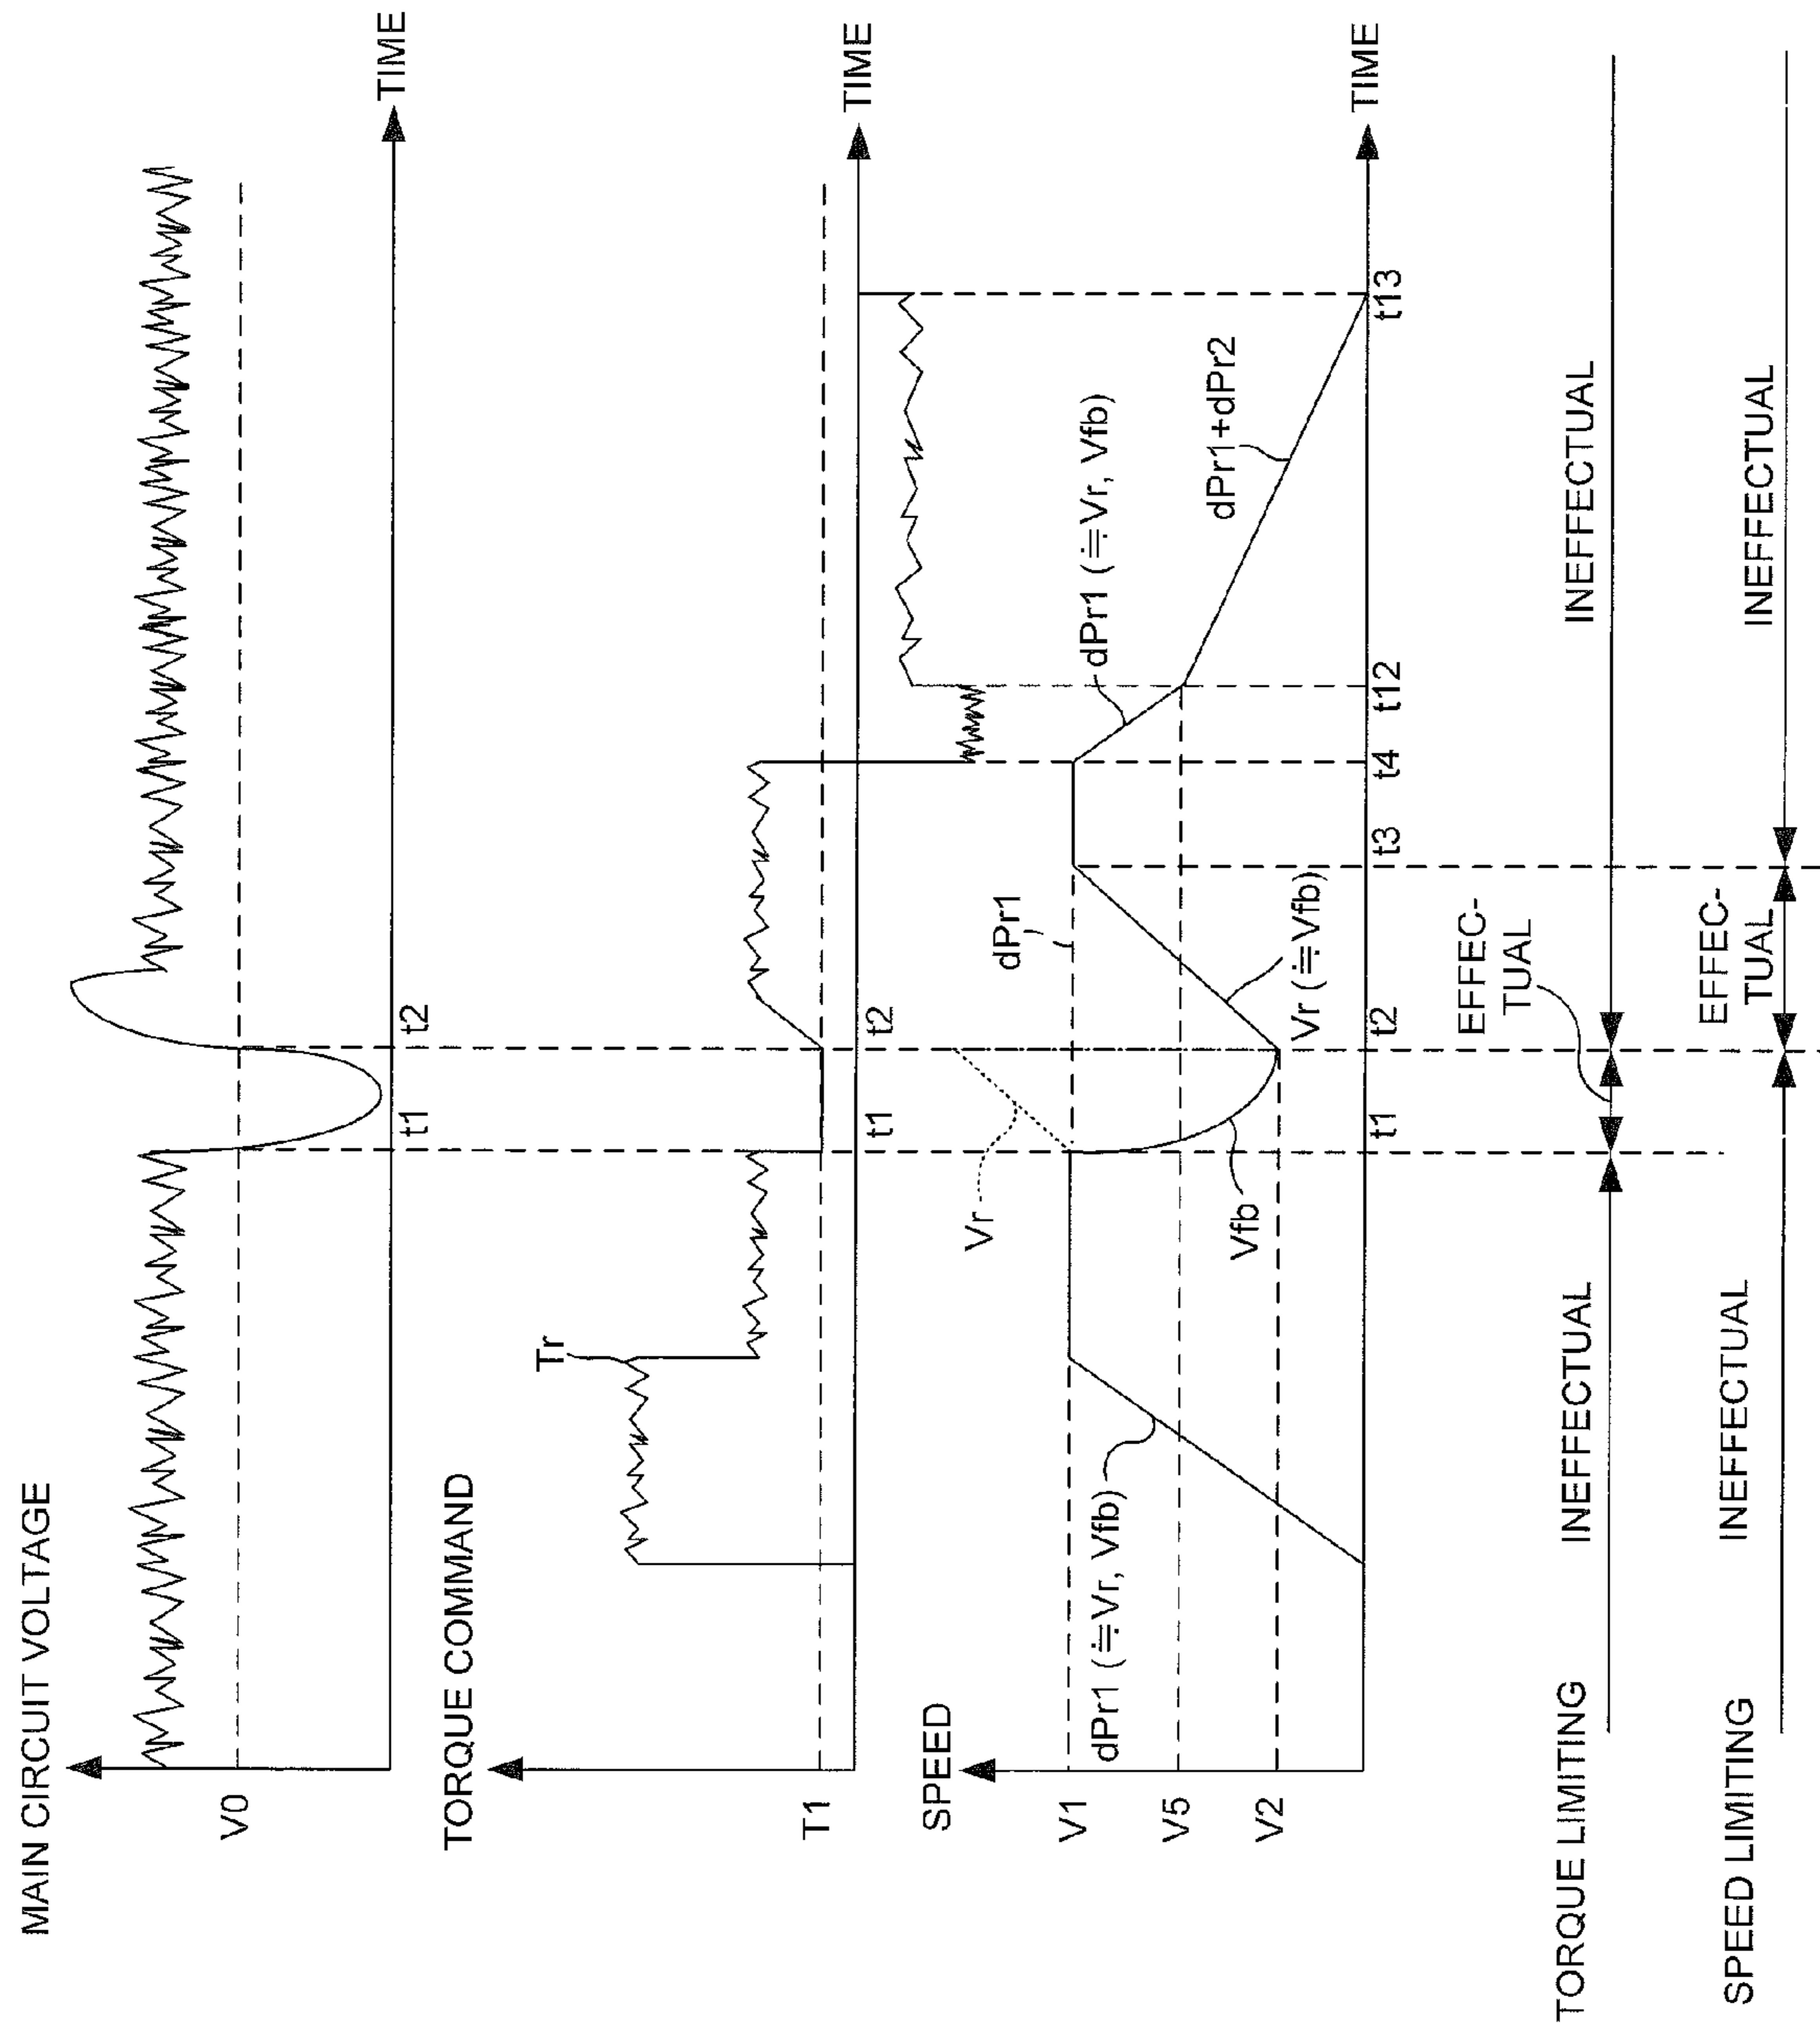 MAIN CIRCUIT VOLTAGE
V0
t1
t2
TIME
TORQUE COMMAND
Tr
T1
t1
t2
TIME
SPEED
V1
V5
V2
dPr1 (≒Vr, Vfb)
Vr
Vfb
dPr1
Vr (≒Vfb)
dPr1 (≒Vr, Vfb)
dPr1+dPr2
t1
t2
t3
t4
t12
t13
TIME
TORQUE LIMITING
INEFFECTUAL
EFFEC-
TUAL
INEFFECTUAL
SPEED LIMITING
INEFFECTUAL
EFFEC-
TUAL
INEFFECTUAL